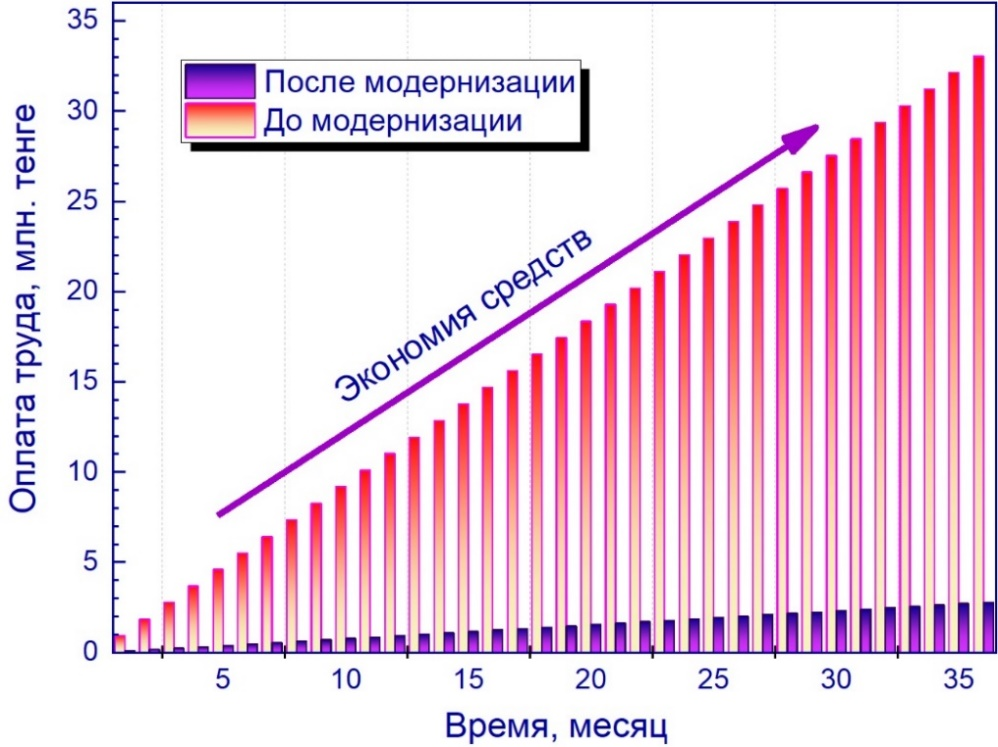 35
30
25
20
15
10
5
0
Оплата труда, млн. тенге
После модернизации
До модернизации
Экономия средств
5 10 15 20 25 30 35
Время, месяц